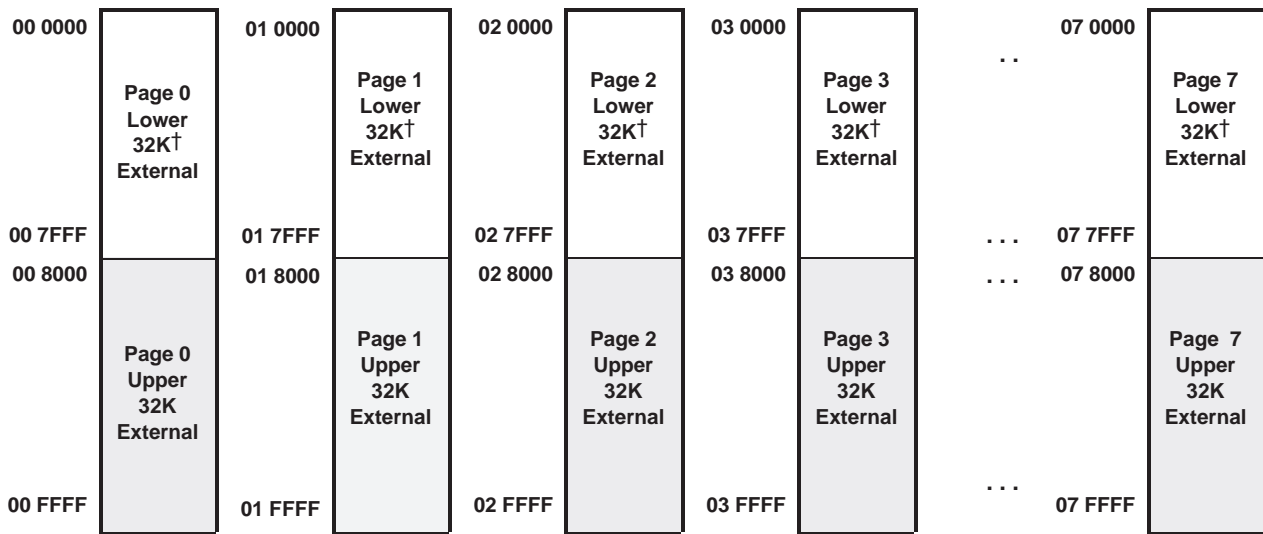 00 0000
01 0000
02 0000
03 0000
. .
07 0000
Page 0
Lower
32K†
External
Page 1
Lower
32K†
External
Page 2
Lower
32K†
External
Page 3
Lower
32K†
External
Page 7
Lower
32K†
External
00 7FFF
01 7FFF
02 7FFF
03 7FFF
. . .
07 7FFF
00 8000
01 8000
02 8000
03 8000
. . .
07 8000
Page 0
Upper
32K
External
Page 1
Upper
32K
External
Page 2
Upper
32K
External
Page 3
Upper
32K
External
Page 7
Upper
32K
External
00 FFFF
01 FFFF
02 FFFF
03 FFFF
. . .
07 FFFF